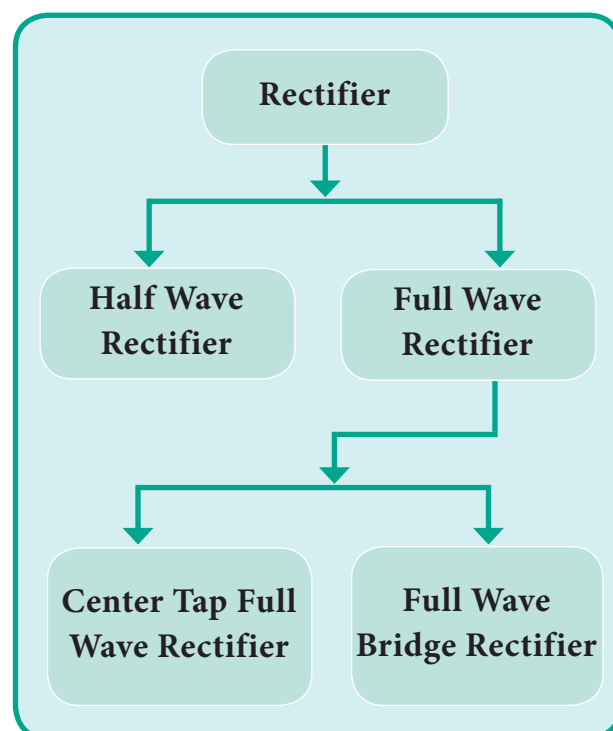 Rectifier
Half Wave
Rectifier
Full Wave
Rectifier
Center Tap Full
Wave Rectifier
Full Wave
Bridge Rectifier